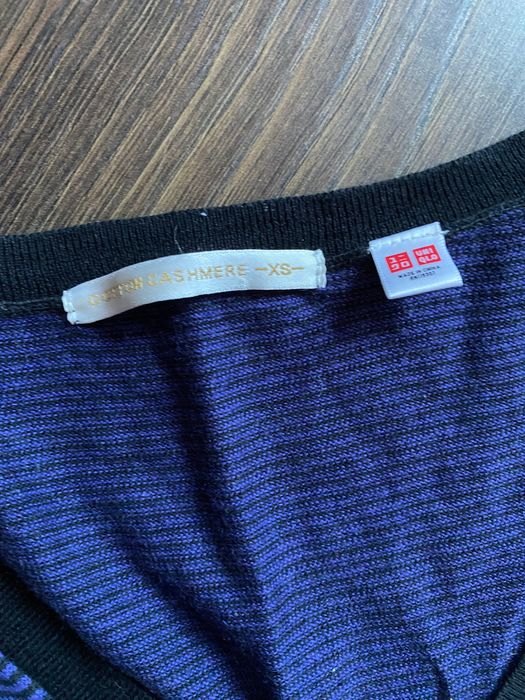 COTTON CASHMERE -XS-
ユニ UNI
クロ QLO
MADE IN CHINA